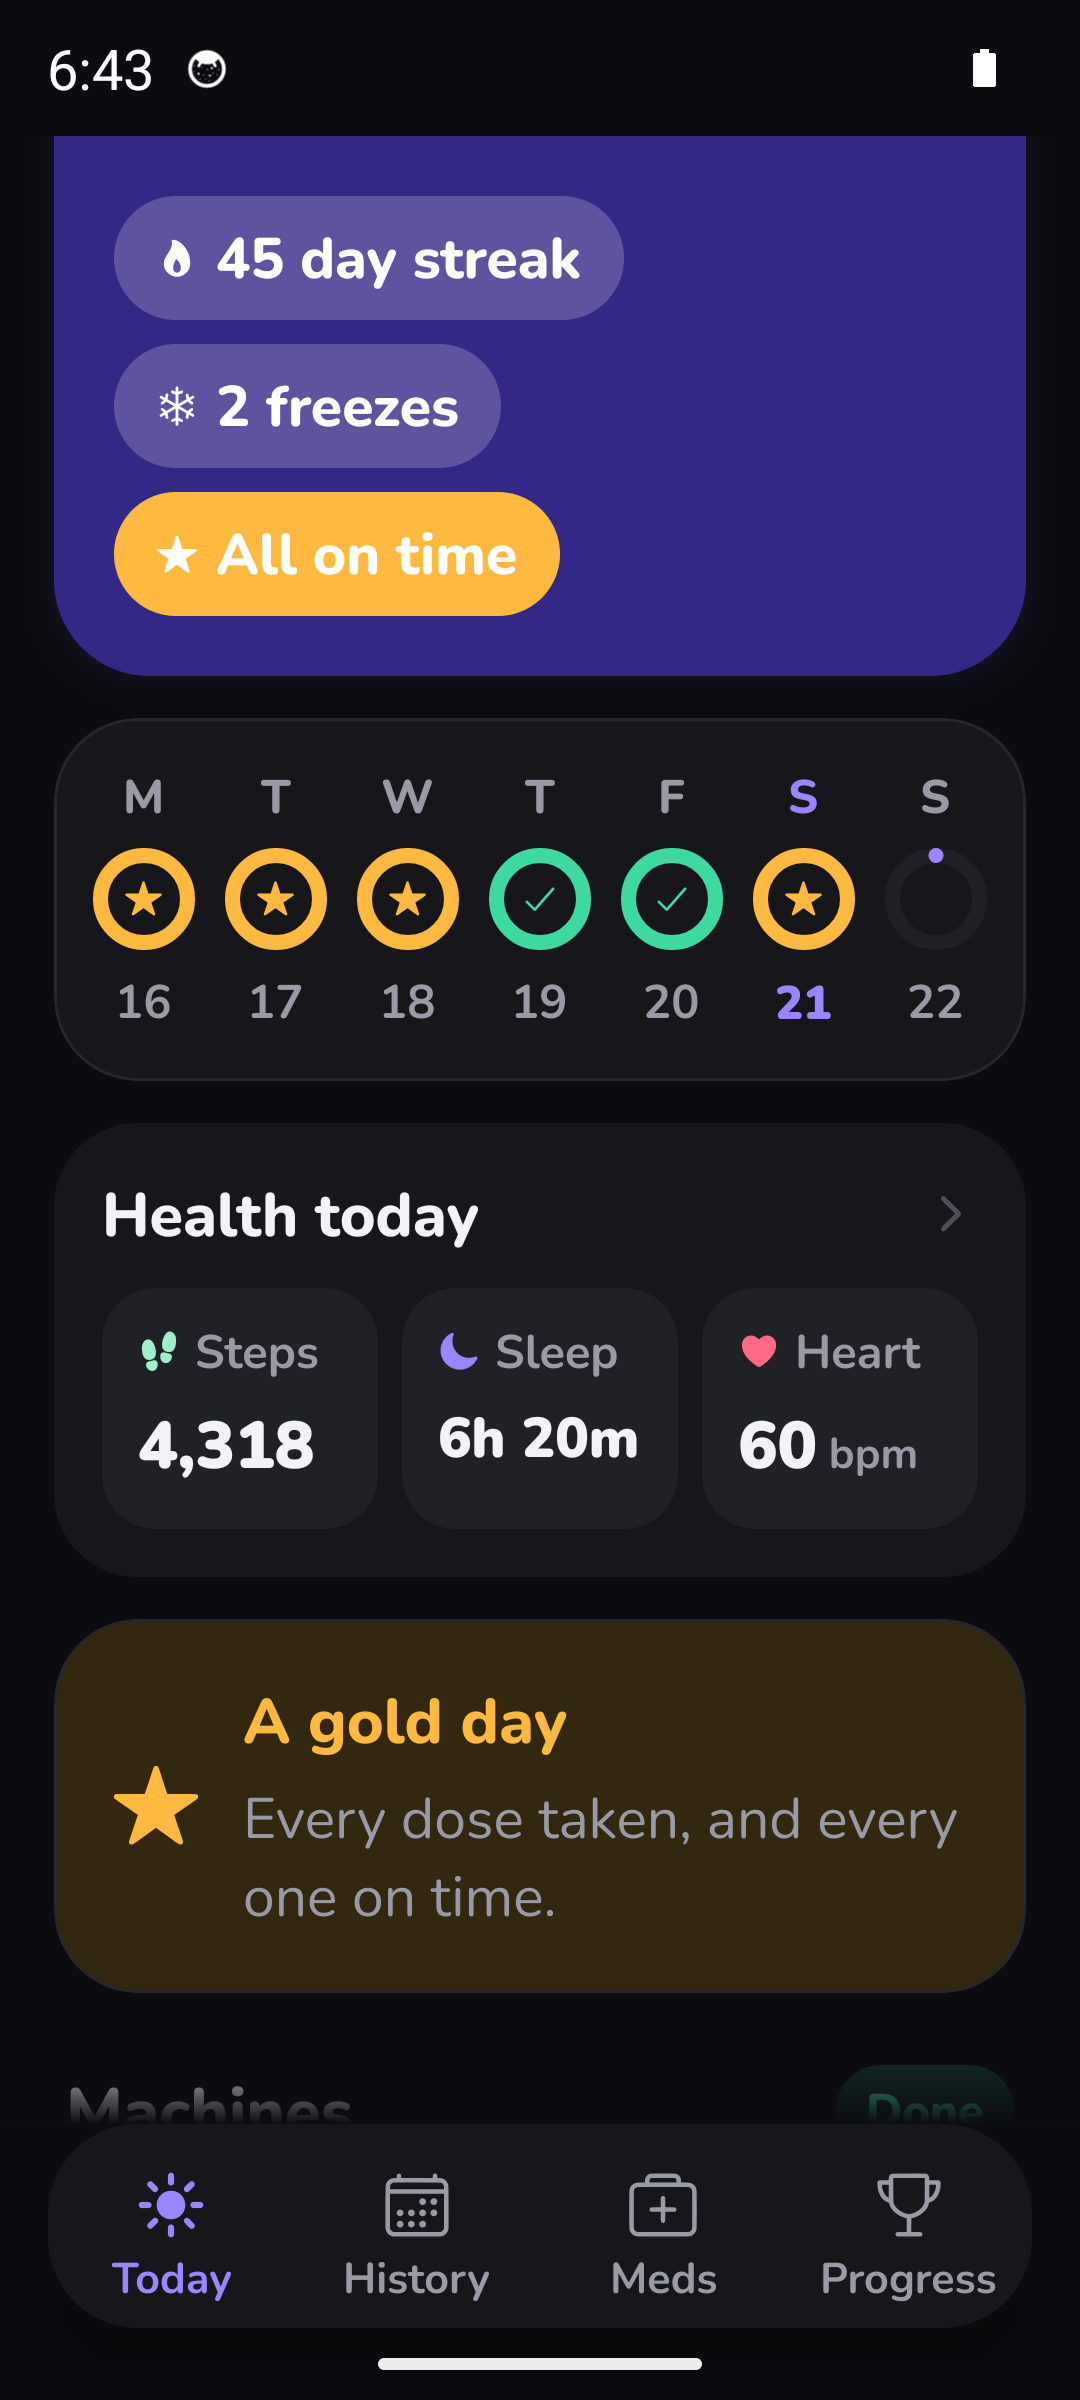 6:43
45 day streak
2 freezes
All on time
M T W T F S S
16 17 18 19 20 21 22
Health today
Steps Sleep Heart
4,318 6h 20m 60 bpm
A gold day
Every dose taken, and every
one on time.
Machines Done
Today History Meds Progress